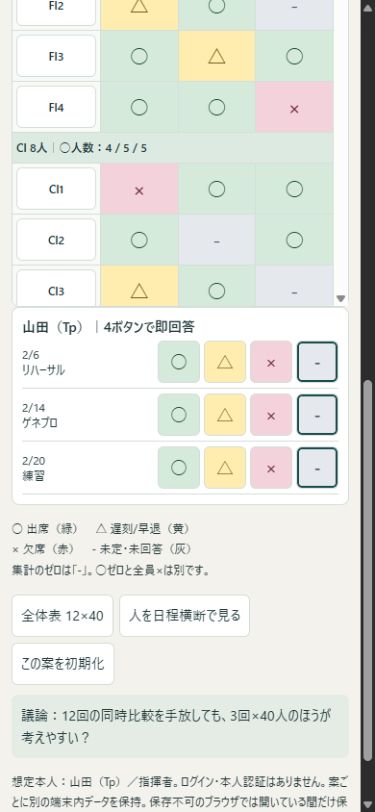 Fl2 △ ○ -
Fl3 ○ △ ○
Fl4 ○ ○ ×
Cl 8人｜○人数：4 / 5 / 5
Cl1 × ○ ○
Cl2 ○ - ○
Cl3 △ ○ -
山田（Tp）｜4ボタンで即回答
2/6
リハーサル ○ △ × -
2/14
ゲネプロ ○ △ × -
2/20
練習 ○ △ × -
○ 出席（緑） △ 遅刻/早退（黄）
× 欠席（赤） - 未定・未回答（灰）
集計のゼロは「-」。○ゼロと全員×は別です。
全体表 12×40 人を日程横断で見る
この案を初期化
議論：12回の同時比較を手放しても、3回×40人のほうが
考えやすい？
想定本人：山田（Tp）／指揮者。ログイン・本人認証はありません。案ご
とに別の端末内データを保持。保存不可のブラウザでは開いている間だけ保